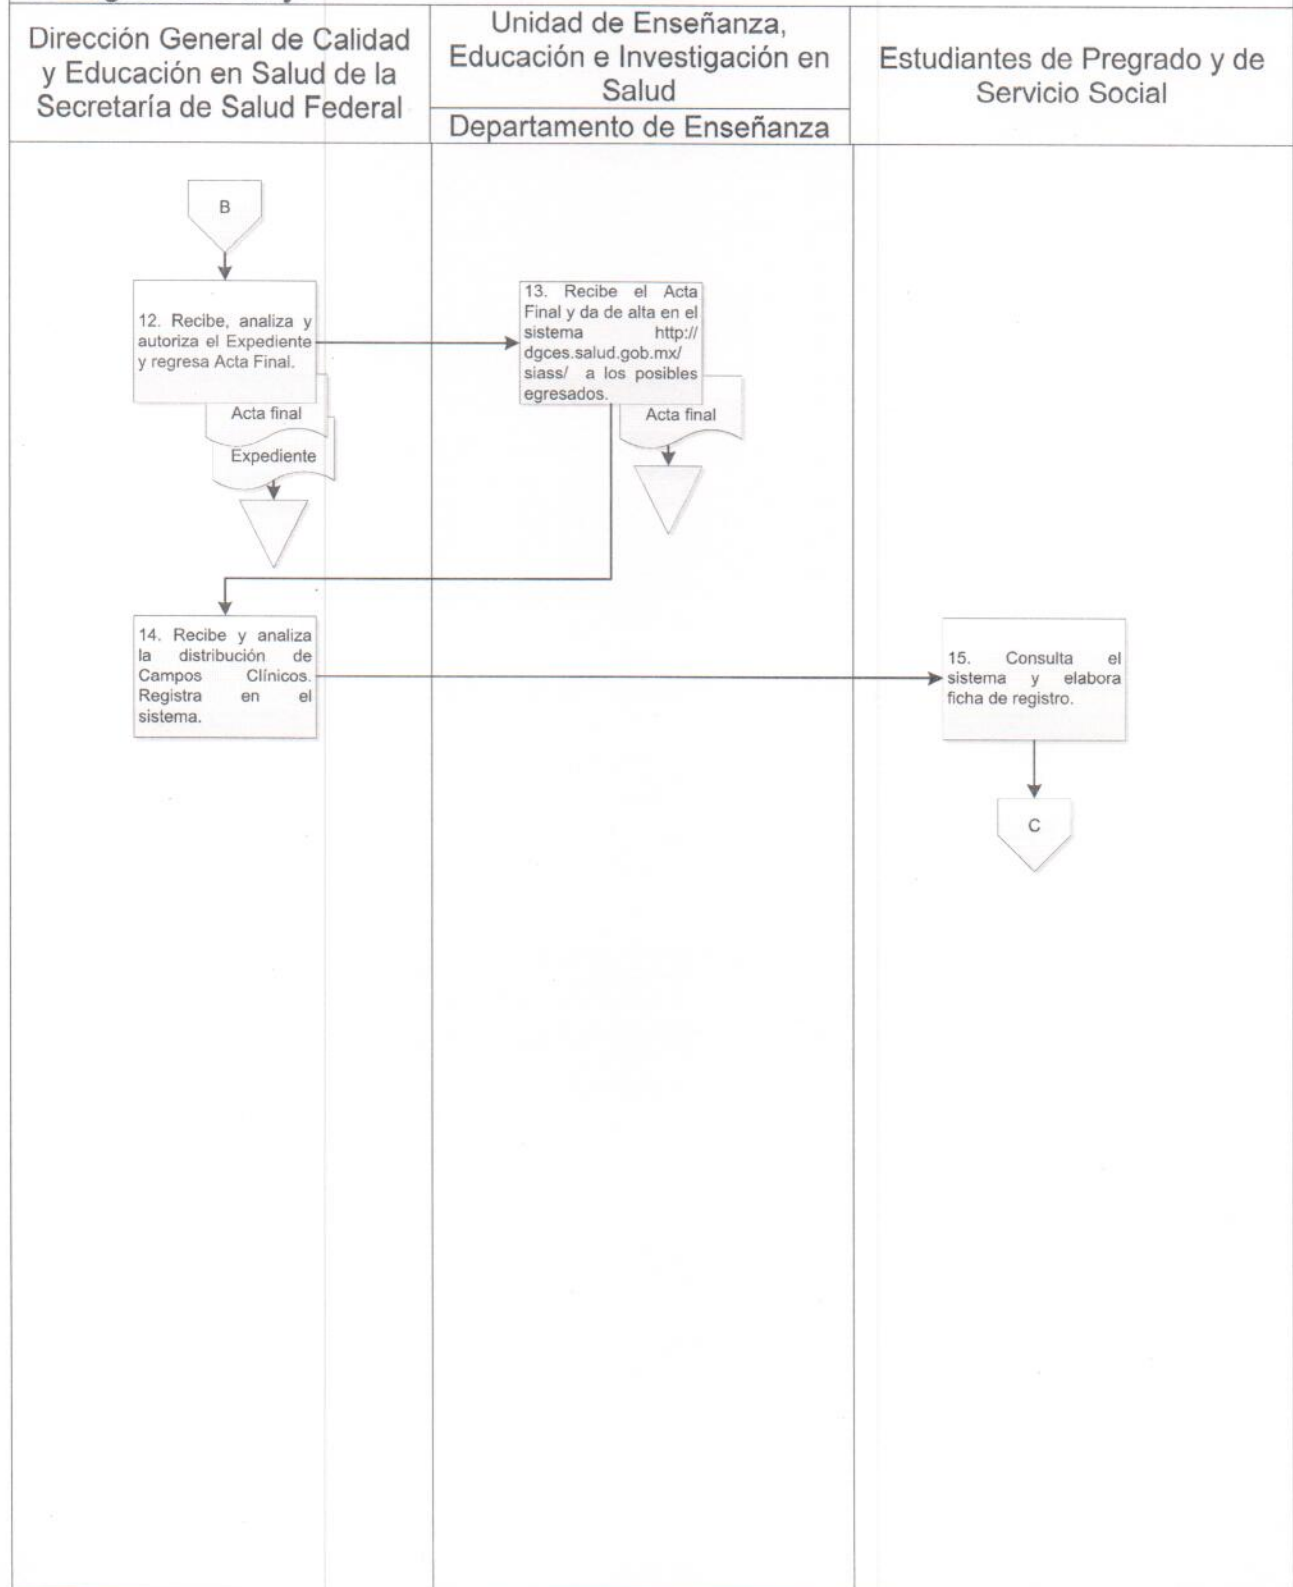 Dirección General de Calidad
y Educación en Salud de la
Secretaría de Salud Federal
Unidad de Enseñanza,
Educación e Investigación en
Salud
Departamento de Enseñanza
Estudiantes de Pregrado y de
Servicio Social
B
12. Recibe, analiza y
autoriza el Expediente
y regresa Acta Final.
Acta final
Expediente
13. Recibe el Acta
Final y da de alta en el
sistema http://
dgces.salud.gob.mx/
siass/ a los posibles
egresados.
Acta final
14. Recibe y analiza
la distribución de
Campos Clínicos.
Registra en el
sistema.
15. Consulta el
sistema y elabora
ficha de registro.
C